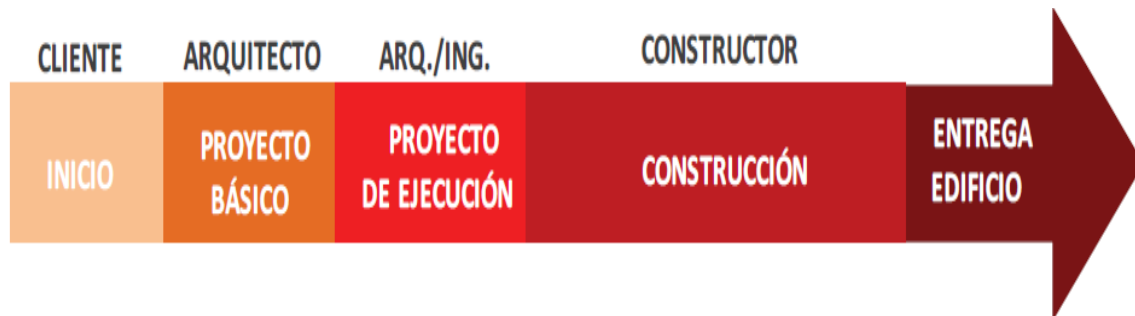 CLIENTE
ARQUITECTO
ARQ./ING.
CONSTRUCTOR
INICIO
PROYECTO
BÁSICO
PROYECTO
DE EJECUCIÓN
CONSTRUCCIÓN
ENTREGA
EDIFICIO